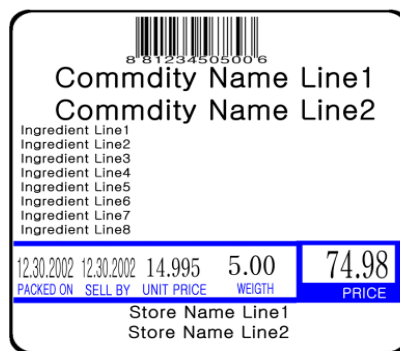 8 81234505006
Commdity Name Line1
Commdity Name Line2
Ingredient Line1
Ingredient Line2
Ingredient Line3
Ingredient Line4
Ingredient Line5
Ingredient Line6
Ingredient Line7
Ingredient Line8
12.30.2002 12.30.2002 14.995 5.00 74.98
PACKED ON SELL BY UNIT PRICE WEIGTH PRICE
Store Name Line1
Store Name Line2